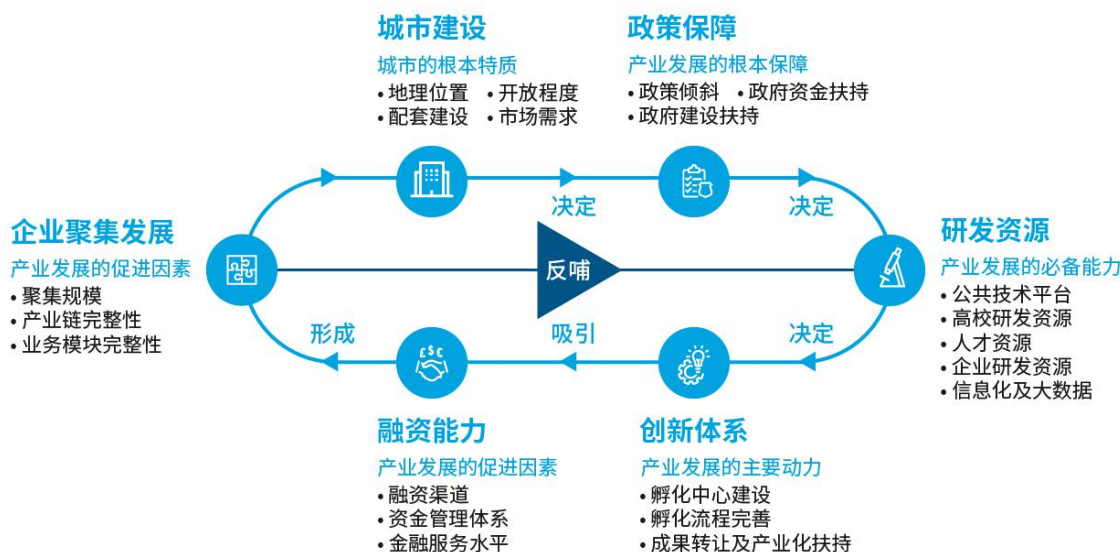 城市建设
城市的根本特质
• 地理位置 • 开放程度
• 配套建设 • 市场需求
政策保障
产业发展的根本保障
• 政策倾斜 • 政府资金扶持
• 政府建设扶持
决定
决定
企业聚集发展
产业发展的促进因素
• 聚集规模
• 产业链完整性
• 业务模块完整性
反哺
研发资源
产业发展的必备能力
• 公共技术平台
• 高校研发资源
• 人才资源
• 企业研发资源
• 信息化及大数据
形成
吸引
决定
£$€
融资能力
产业发展的促进因素
• 融资渠道
• 资金管理体系
• 金融服务水平
创新体系
产业发展的主要动力
• 孵化中心建设
• 孵化流程完善
• 成果转让及产业化扶持